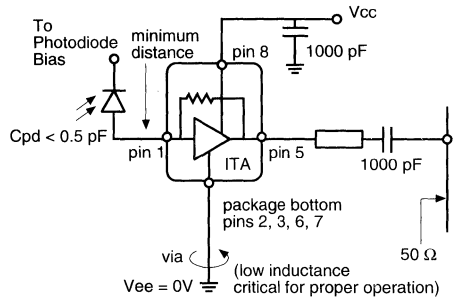 To
Photodiode
Bias
minimum
distance
Vcc
pin 8
1000 pF
Cpd < 0.5 pF
pin 1
ITA
pin 5
1000 pF
package bottom
pins 2, 3, 6, 7
via
50 Ω
Vee = 0V
(low inductance
critical for proper operation)